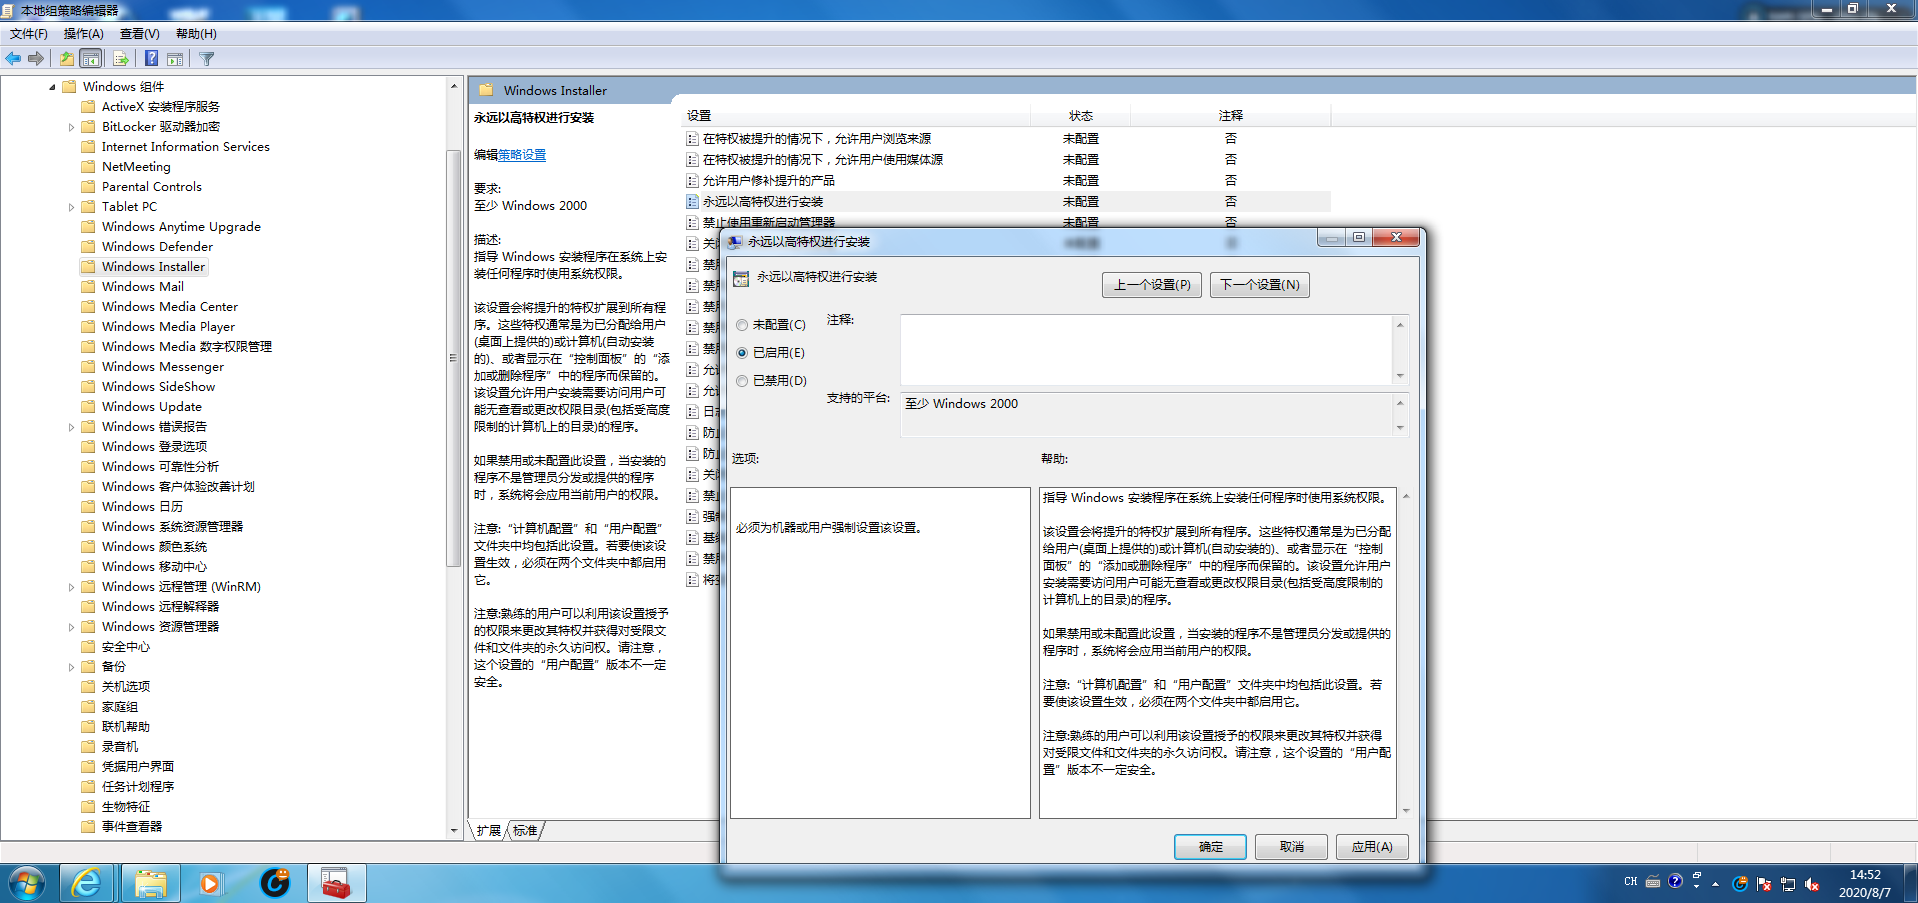 本地组策略编辑器
文件(F) 操作(A) 查看(V) 帮助(H)
Windows 组件
ActiveX 安装程序服务
BitLocker 驱动器加密
Internet Information Services
NetMeeting
Parental Controls
Tablet PC
Windows Anytime Upgrade
Windows Defender
Windows Installer
Windows Mail
Windows Media Center
Windows Media Player
Windows Media 数字权限管理
Windows Messenger
Windows SideShow
Windows Update
Windows 错误报告
Windows 登录选项
Windows 可靠性分析
Windows 客户体验改善计划
Windows 日历
Windows 系统资源管理器
Windows 颜色系统
Windows 移动中心
Windows 远程管理 (WinRM)
Windows 远程解释器
Windows 资源管理器
安全中心
备份
关机选项
家庭组
联机帮助
录音机
凭据用户界面
任务计划程序
生物特征
事件查看器
Windows Installer
永远以高特权进行安装
编辑策略设置
要求:
至少 Windows 2000
描述:
指导 Windows 安装程序在系统上安
装任何程序时使用系统权限。
该设置会将提升的特权扩展到所有程
序。这些特权通常是为已分配给用户
(桌面上提供的)或计算机(自动安装
的)、或者显示在“控制面板”的“添
加或删除程序”中的程序而保留的。
该设置允许用户安装需要访问用户可
能无查看或更改权限目录(包括受高度
限制的计算机上的目录)的程序。
如果禁用或未配置此设置，当安装的
程序不是管理员分发或提供的程序
时，系统将会应用当前用户的权限。
注意:“计算机配置”和“用户配置”
文件夹中均包括此设置。若要使该设
置生效，必须在两个文件夹中都启用
它。
注意:熟练的用户可以利用该设置授予
的权限来更改其特权并获得对受限文
件和文件夹的永久访问权。请注意，
这个设置的“用户配置”版本不一定
安全。
设置 状态 注释
在特权被提升的情况下，允许用户浏览来源 未配置 否
在特权被提升的情况下，允许用户使用媒体源 未配置 否
允许用户修补提升的产品 未配置 否
永远以高特权进行安装 未配置 否
禁止使用重新启动管理器 未配置 否
扩展 标准
永远以高特权进行安装
永远以高特权进行安装
上一个设置(P) 下一个设置(N)
未配置(C)
已启用(E)
已禁用(D)
注释:
支持的平台:
至少 Windows 2000
选项:
帮助:
必须为机器或用户强制设置该设置。
指导 Windows 安装程序在系统上安装任何程序时使用系统权限。
该设置会将提升的特权扩展到所有程序。这些特权通常是为已分配
给用户(桌面上提供的)或计算机(自动安装的)、或者显示在“控制
面板”的“添加或删除程序”中的程序而保留的。该设置允许用户
安装需要访问用户可能无查看或更改权限目录(包括受高度限制的
计算机上的目录)的程序。
如果禁用或未配置此设置，当安装的程序不是管理员分发或提供的
程序时，系统将会应用当前用户的权限。
注意:“计算机配置”和“用户配置”文件夹中均包括此设置。若
要使该设置生效，必须在两个文件夹中都启用它。
注意:熟练的用户可以利用该设置授予的权限来更改其特权并获得
对受限文件和文件夹的永久访问权。请注意，这个设置的“用户配
置”版本不一定安全。
确定 取消 应用(A)
CH
14:52
2020/8/7